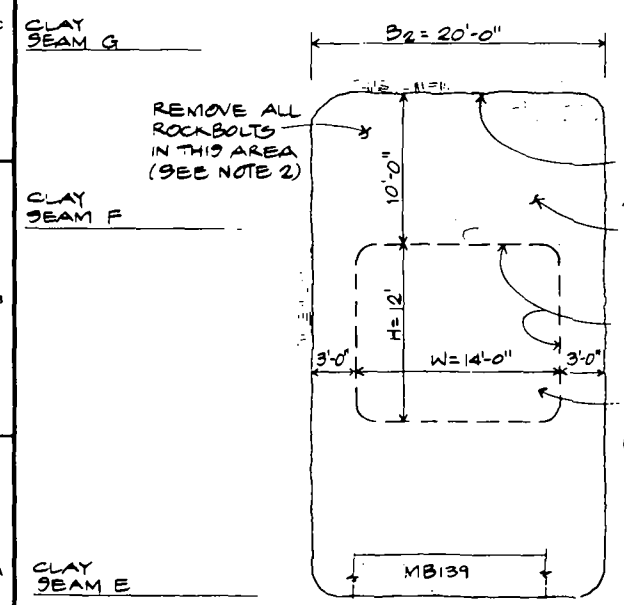 CLAY
SEAM G
B2 = 20'-0"
REMOVE ALL
ROCKBOLTS
IN THIS AREA
(SEE NOTE 2)
10'-0"
CLAY
SEAM F
H= 12'
3'-0"
W=14'-0"
3'-0"
MB139
CLAY
SEAM E